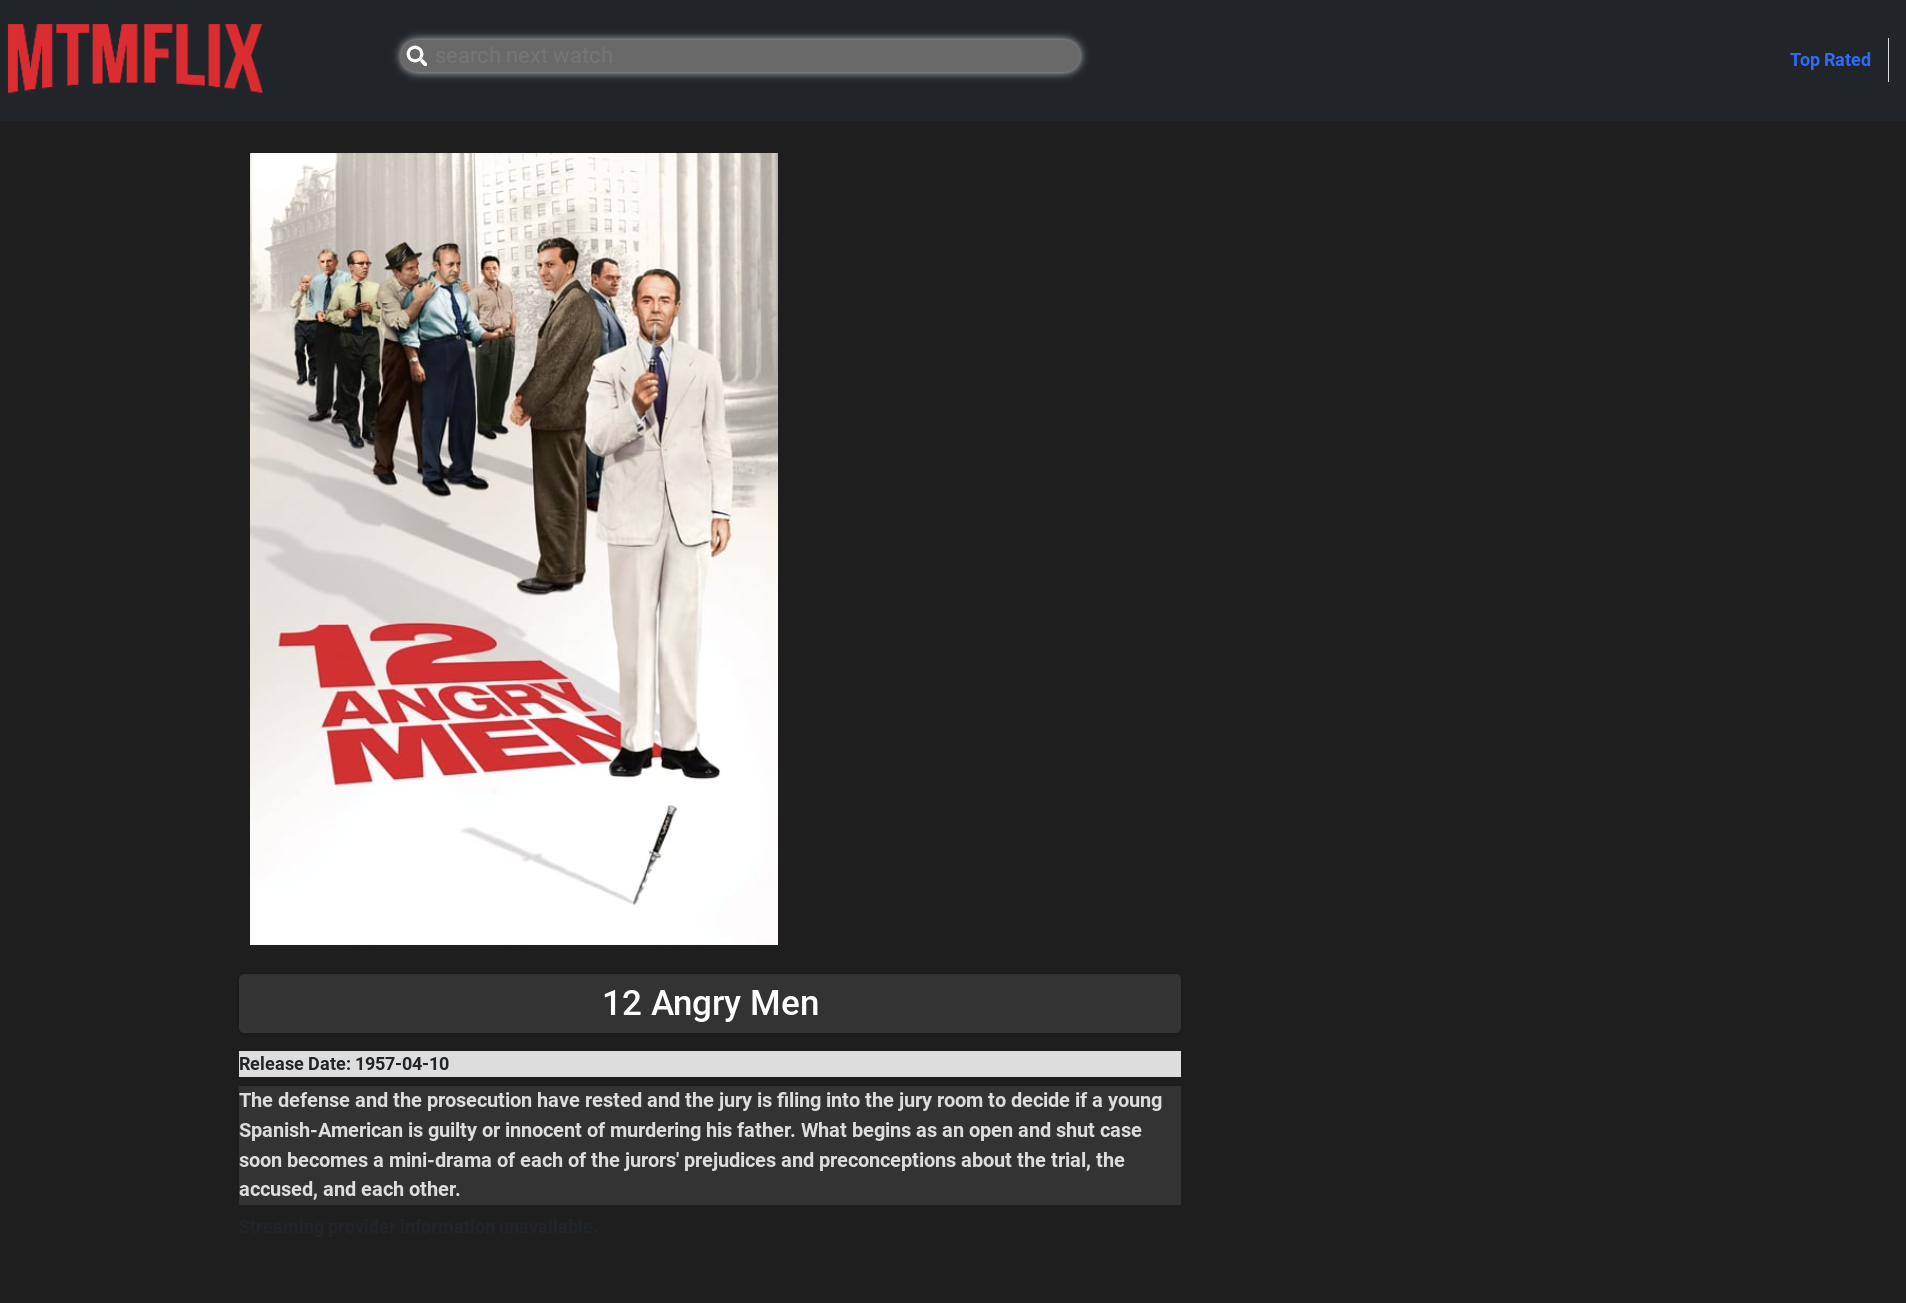 MTMFLIX
search next watch
Top Rated
12
ANGRY
MEN
12 Angry Men
Release Date: 1957-04-10
The defense and the prosecution have rested and the jury is filing into the jury room to decide if a young
Spanish-American is guilty or innocent of murdering his father. What begins as an open and shut case
soon becomes a mini-drama of each of the jurors' prejudices and preconceptions about the trial, the
accused, and each other.
Streaming provider information unavailable.